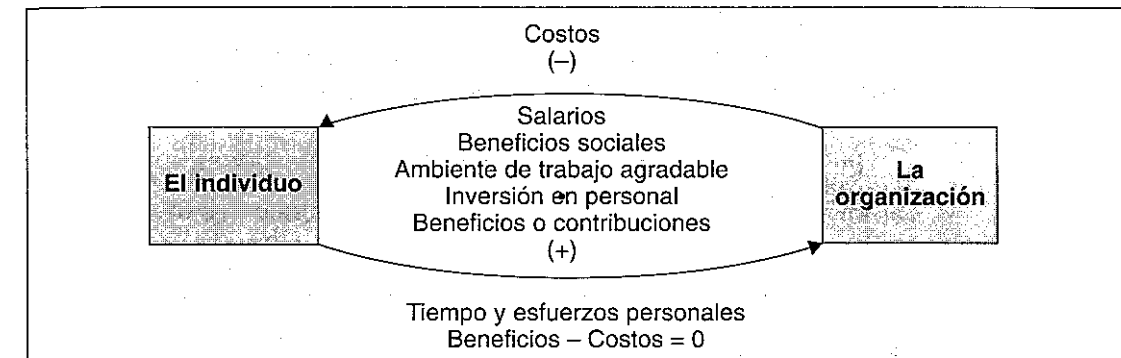 Costos
(–)
Salarios
Beneficios sociales
Ambiente de trabajo agradable
Inversión en personal
Beneficios o contribuciones
(+)
El individuo
La
organización
Tiempo y esfuerzos personales
Beneficios – Costos = 0